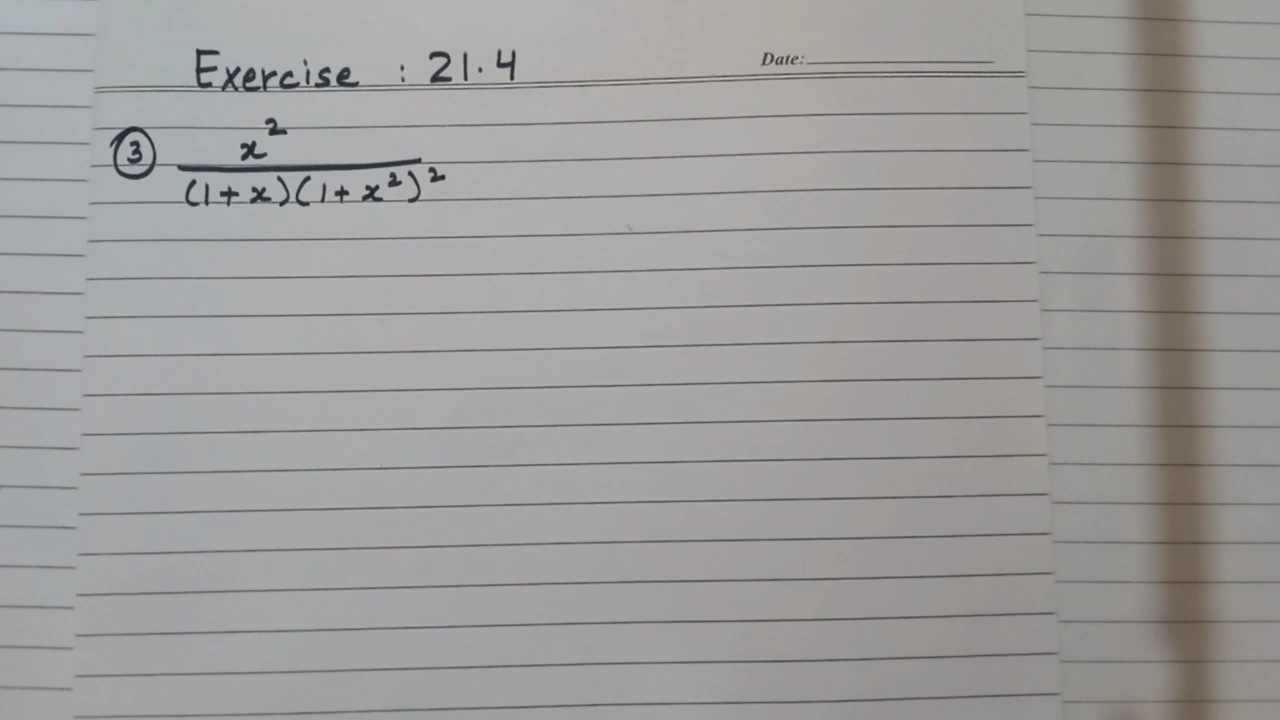 Exercise : 21.4
Date:
③ x²
(1+x)(1+x²)²